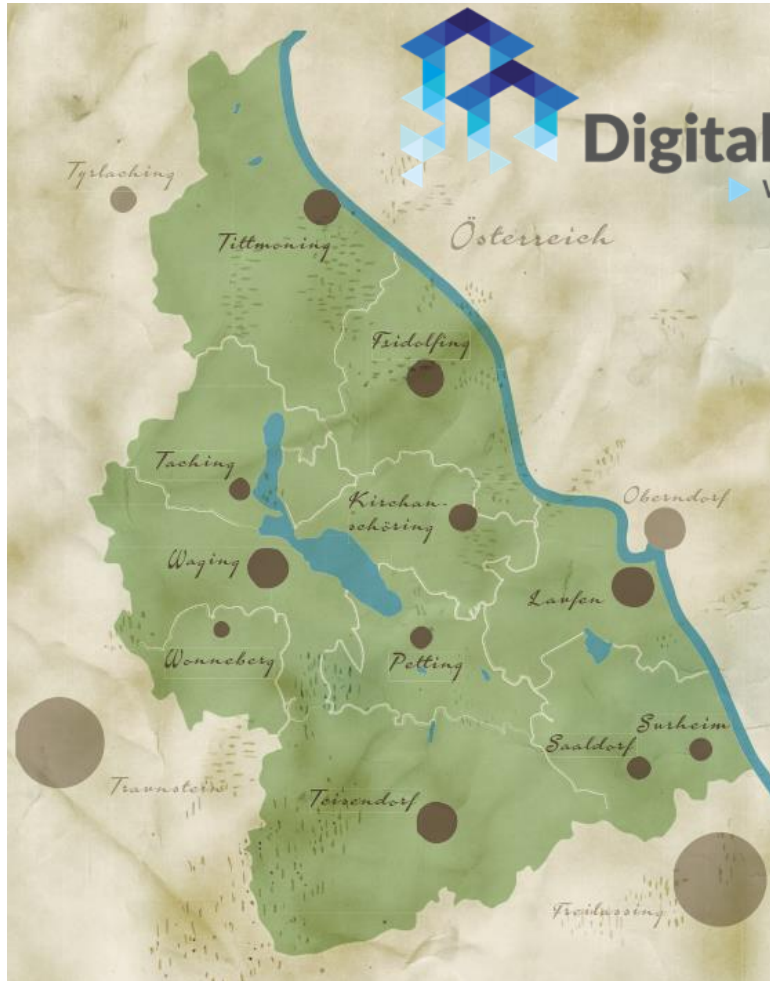 Digital
Tyrlaching
Tittmoning
Österreich
Fridolfing
Taching
Kirchan-
schöring
Oberndorf
Waging
Laufen
Wonneberg
Petting
Surheim
Saaldorf
Traunstein
Teisendorf
Freilassing